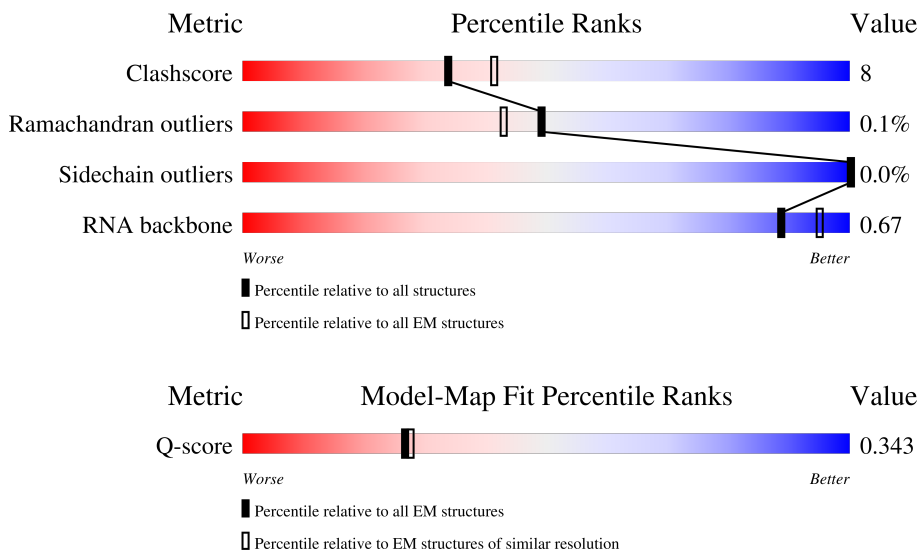 Metric Percentile Ranks Value
Clashscore 8
Ramachandran outliers 0.1%
Sidechain outliers 0.0%
RNA backbone 0.67
Worse Better
Percentile relative to all structures
Percentile relative to all EM structures
Metric Model-Map Fit Percentile Ranks Value
Q-score 0.343
Worse Better
Percentile relative to all EM structures
Percentile relative to EM structures of similar resolution